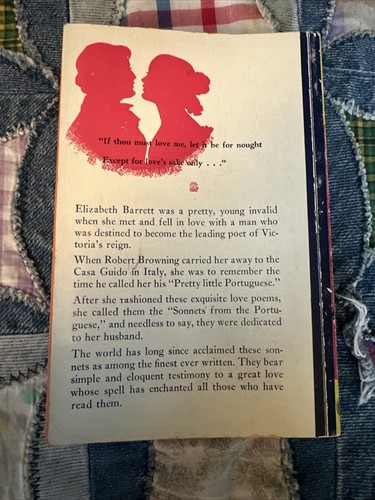 "If thou must love me, let it be for nought
Except for love's sake only . . ."
Elizabeth Barrett was a pretty, young invalid
when she met and fell in love with a man who
was destined to become the leading poet of Vic-
toria's reign.
When Robert Browning carried her away to the
Casa Guido in Italy, she was to remember the
time he called her his "Pretty little Portuguese."
After she fashioned these exquisite love poems,
she called them the "Sonnets from the Portu-
guese," and needless to say, they were dedicated
to her husband.
The world has long since acclaimed these son-
nets as among the finest ever written. They bear
simple and eloquent testimony to a great love
whose spell has enchanted all those who have
read them.